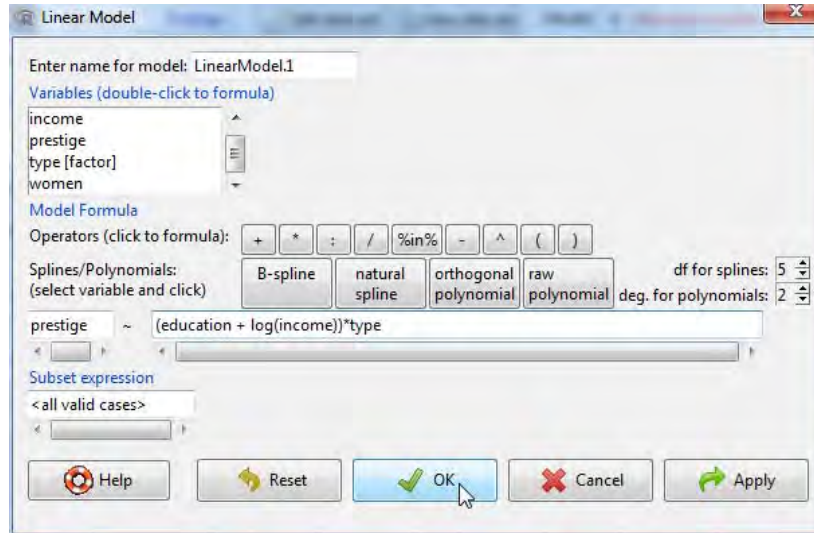 Linear Model
X
Enter name for model: LinearModel.1
Variables (double-click to formula)
income
prestige
type [factor]
women
Model Formula
Operators (click to formula): + * : / %in% - ^ ( )
Splines/Polynomials:
(select variable and click)
B-spline
natural
spline
orthogonal
polynomial
raw
polynomial
df for splines: 5
deg. for polynomials: 2
prestige ~ (education + log(income))*type
Subset expression
<all valid cases>
Help Reset OK Cancel Apply